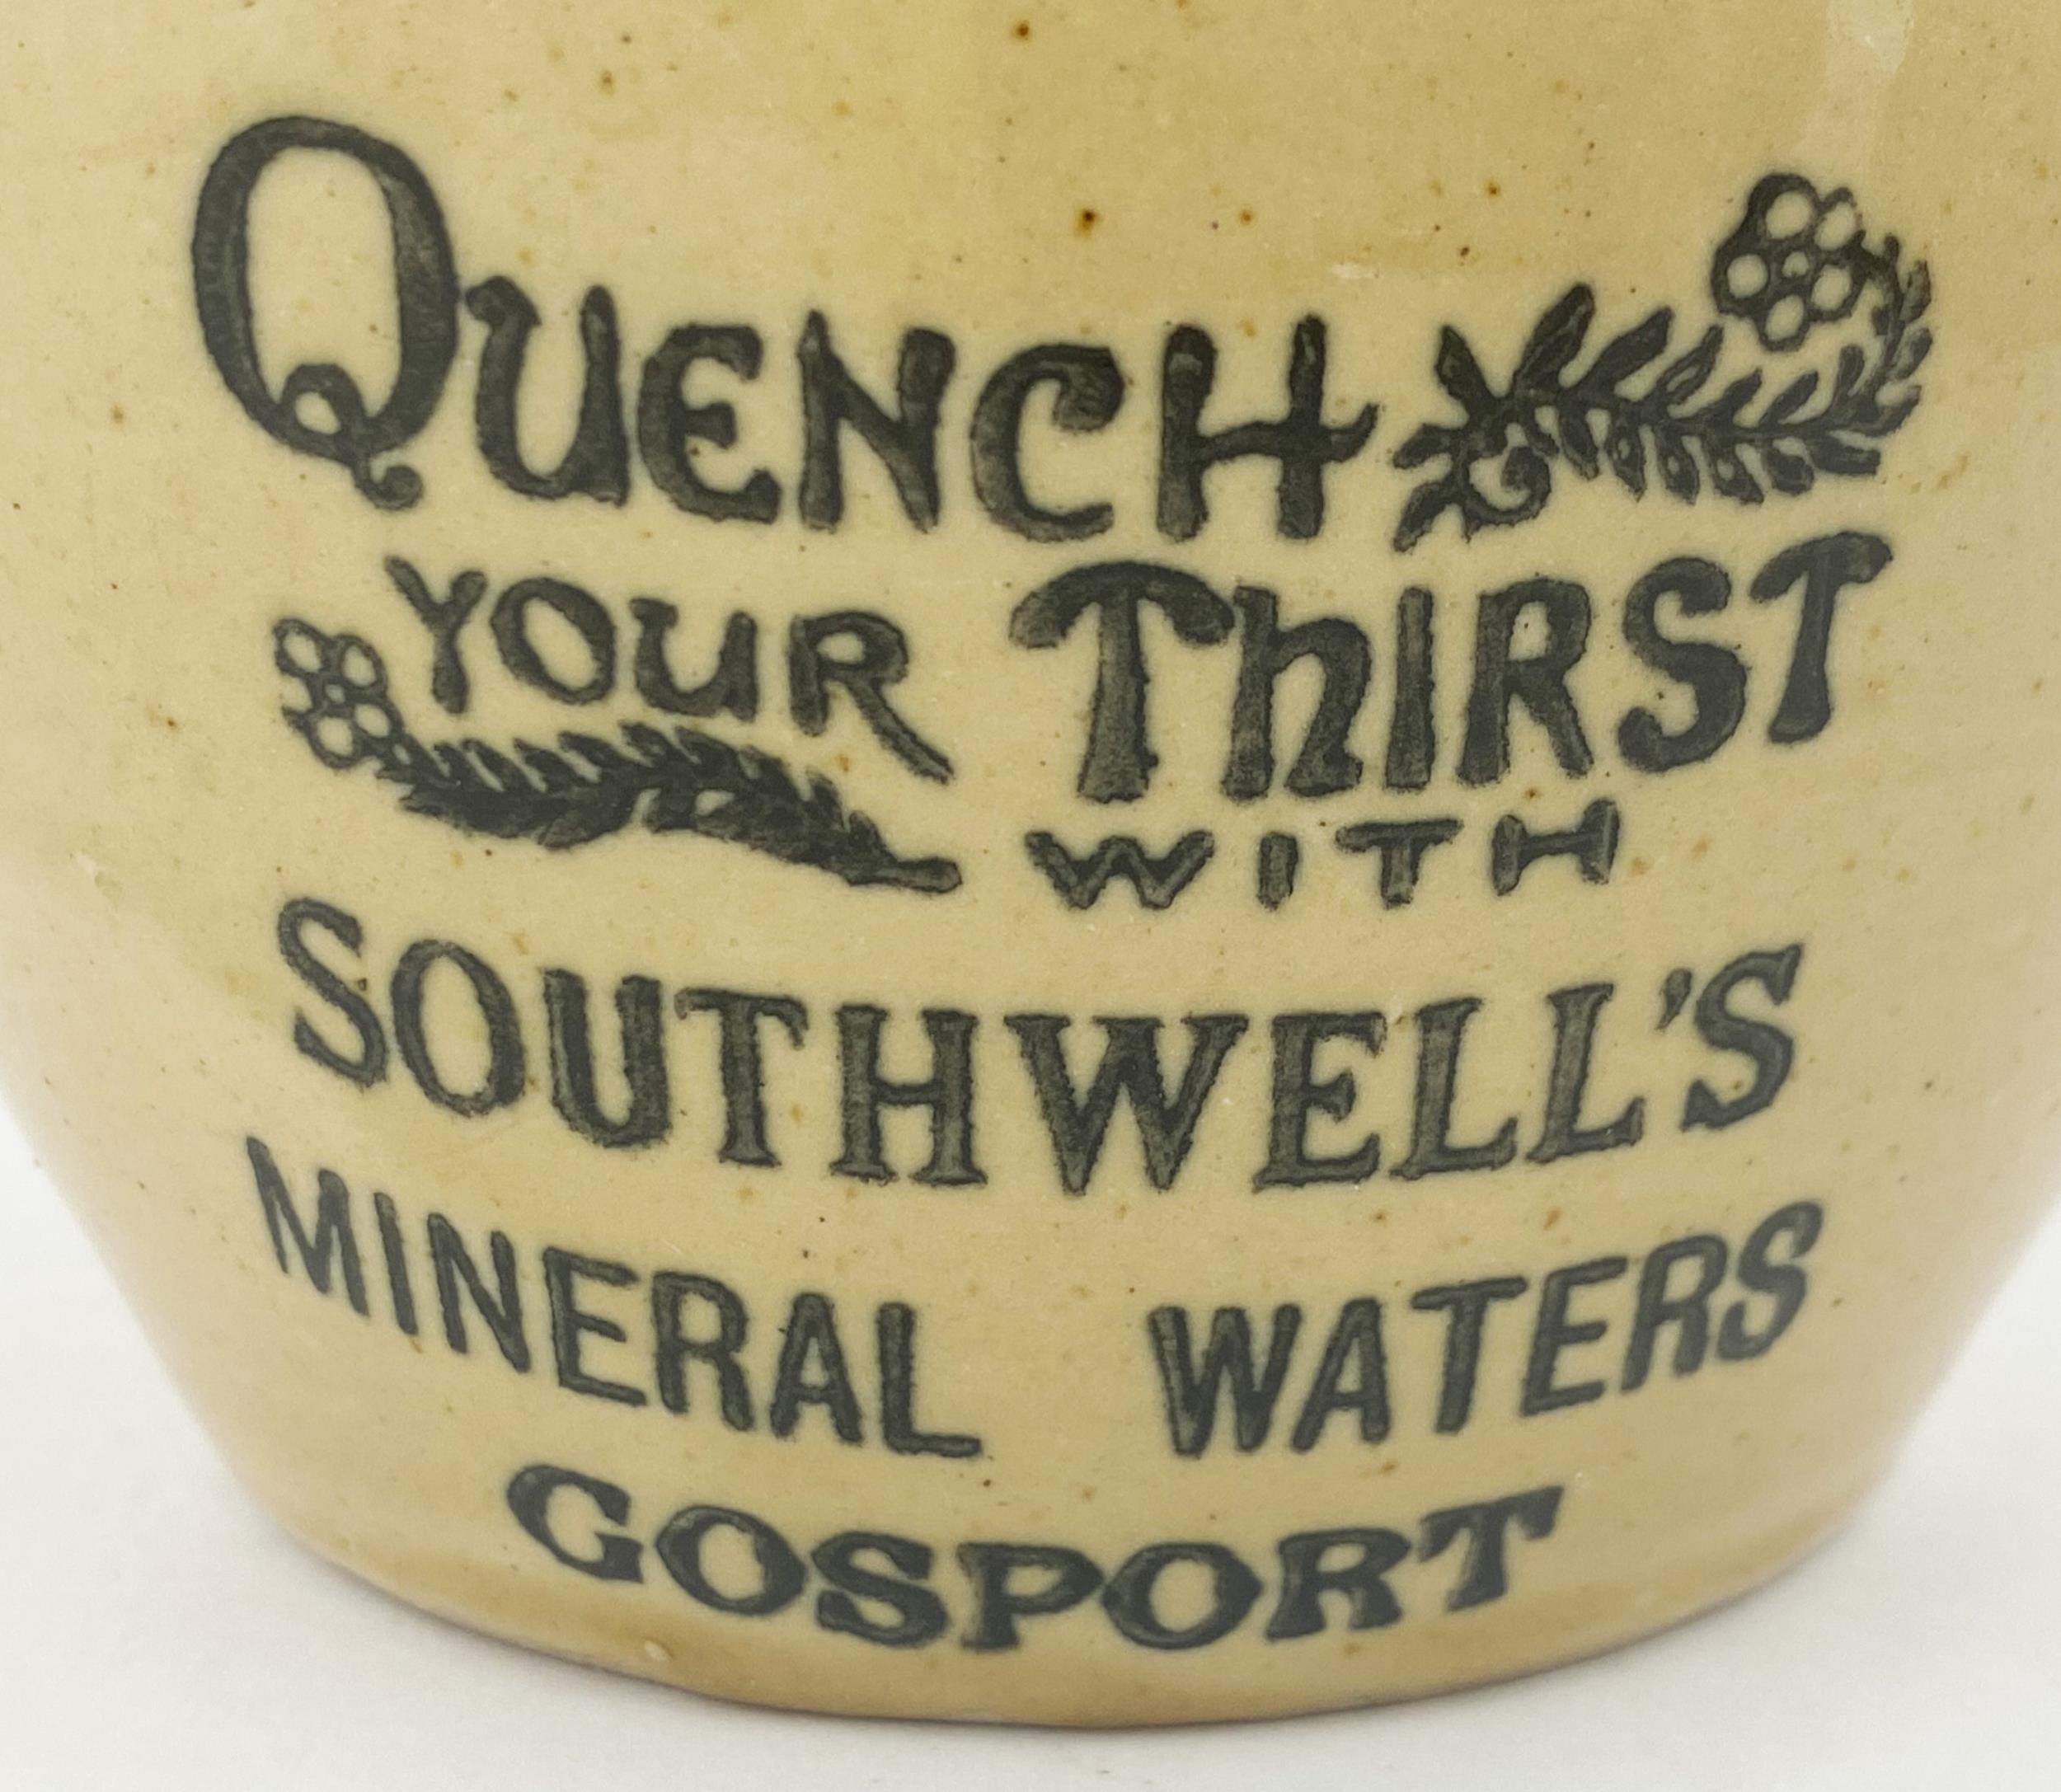 QUENCH
YOUR THIRST
WITH
SOUTHWELL'S
MINERAL WATERS
GOSPORT